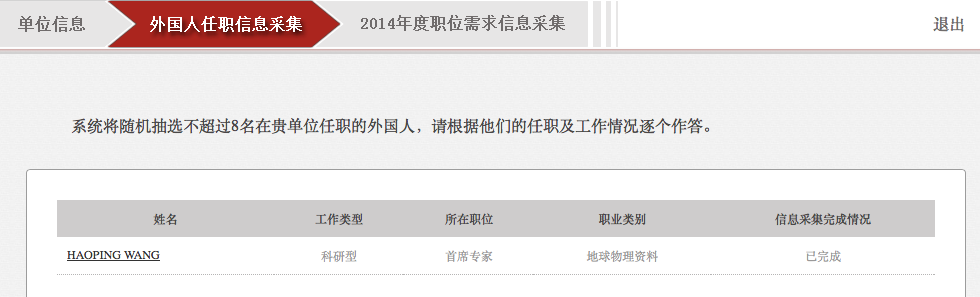 单位信息 外国人任职信息采集 2014年度职位需求信息采集 退出
系统将随机抽选不超过8名在贵单位任职的外国人，请根据他们的任职及工作情况逐个作答。
姓名 工作类型 所在职位 职业类别 信息采集完成情况
HAOPING WANG 科研型 首席专家 地球物理资料 已完成